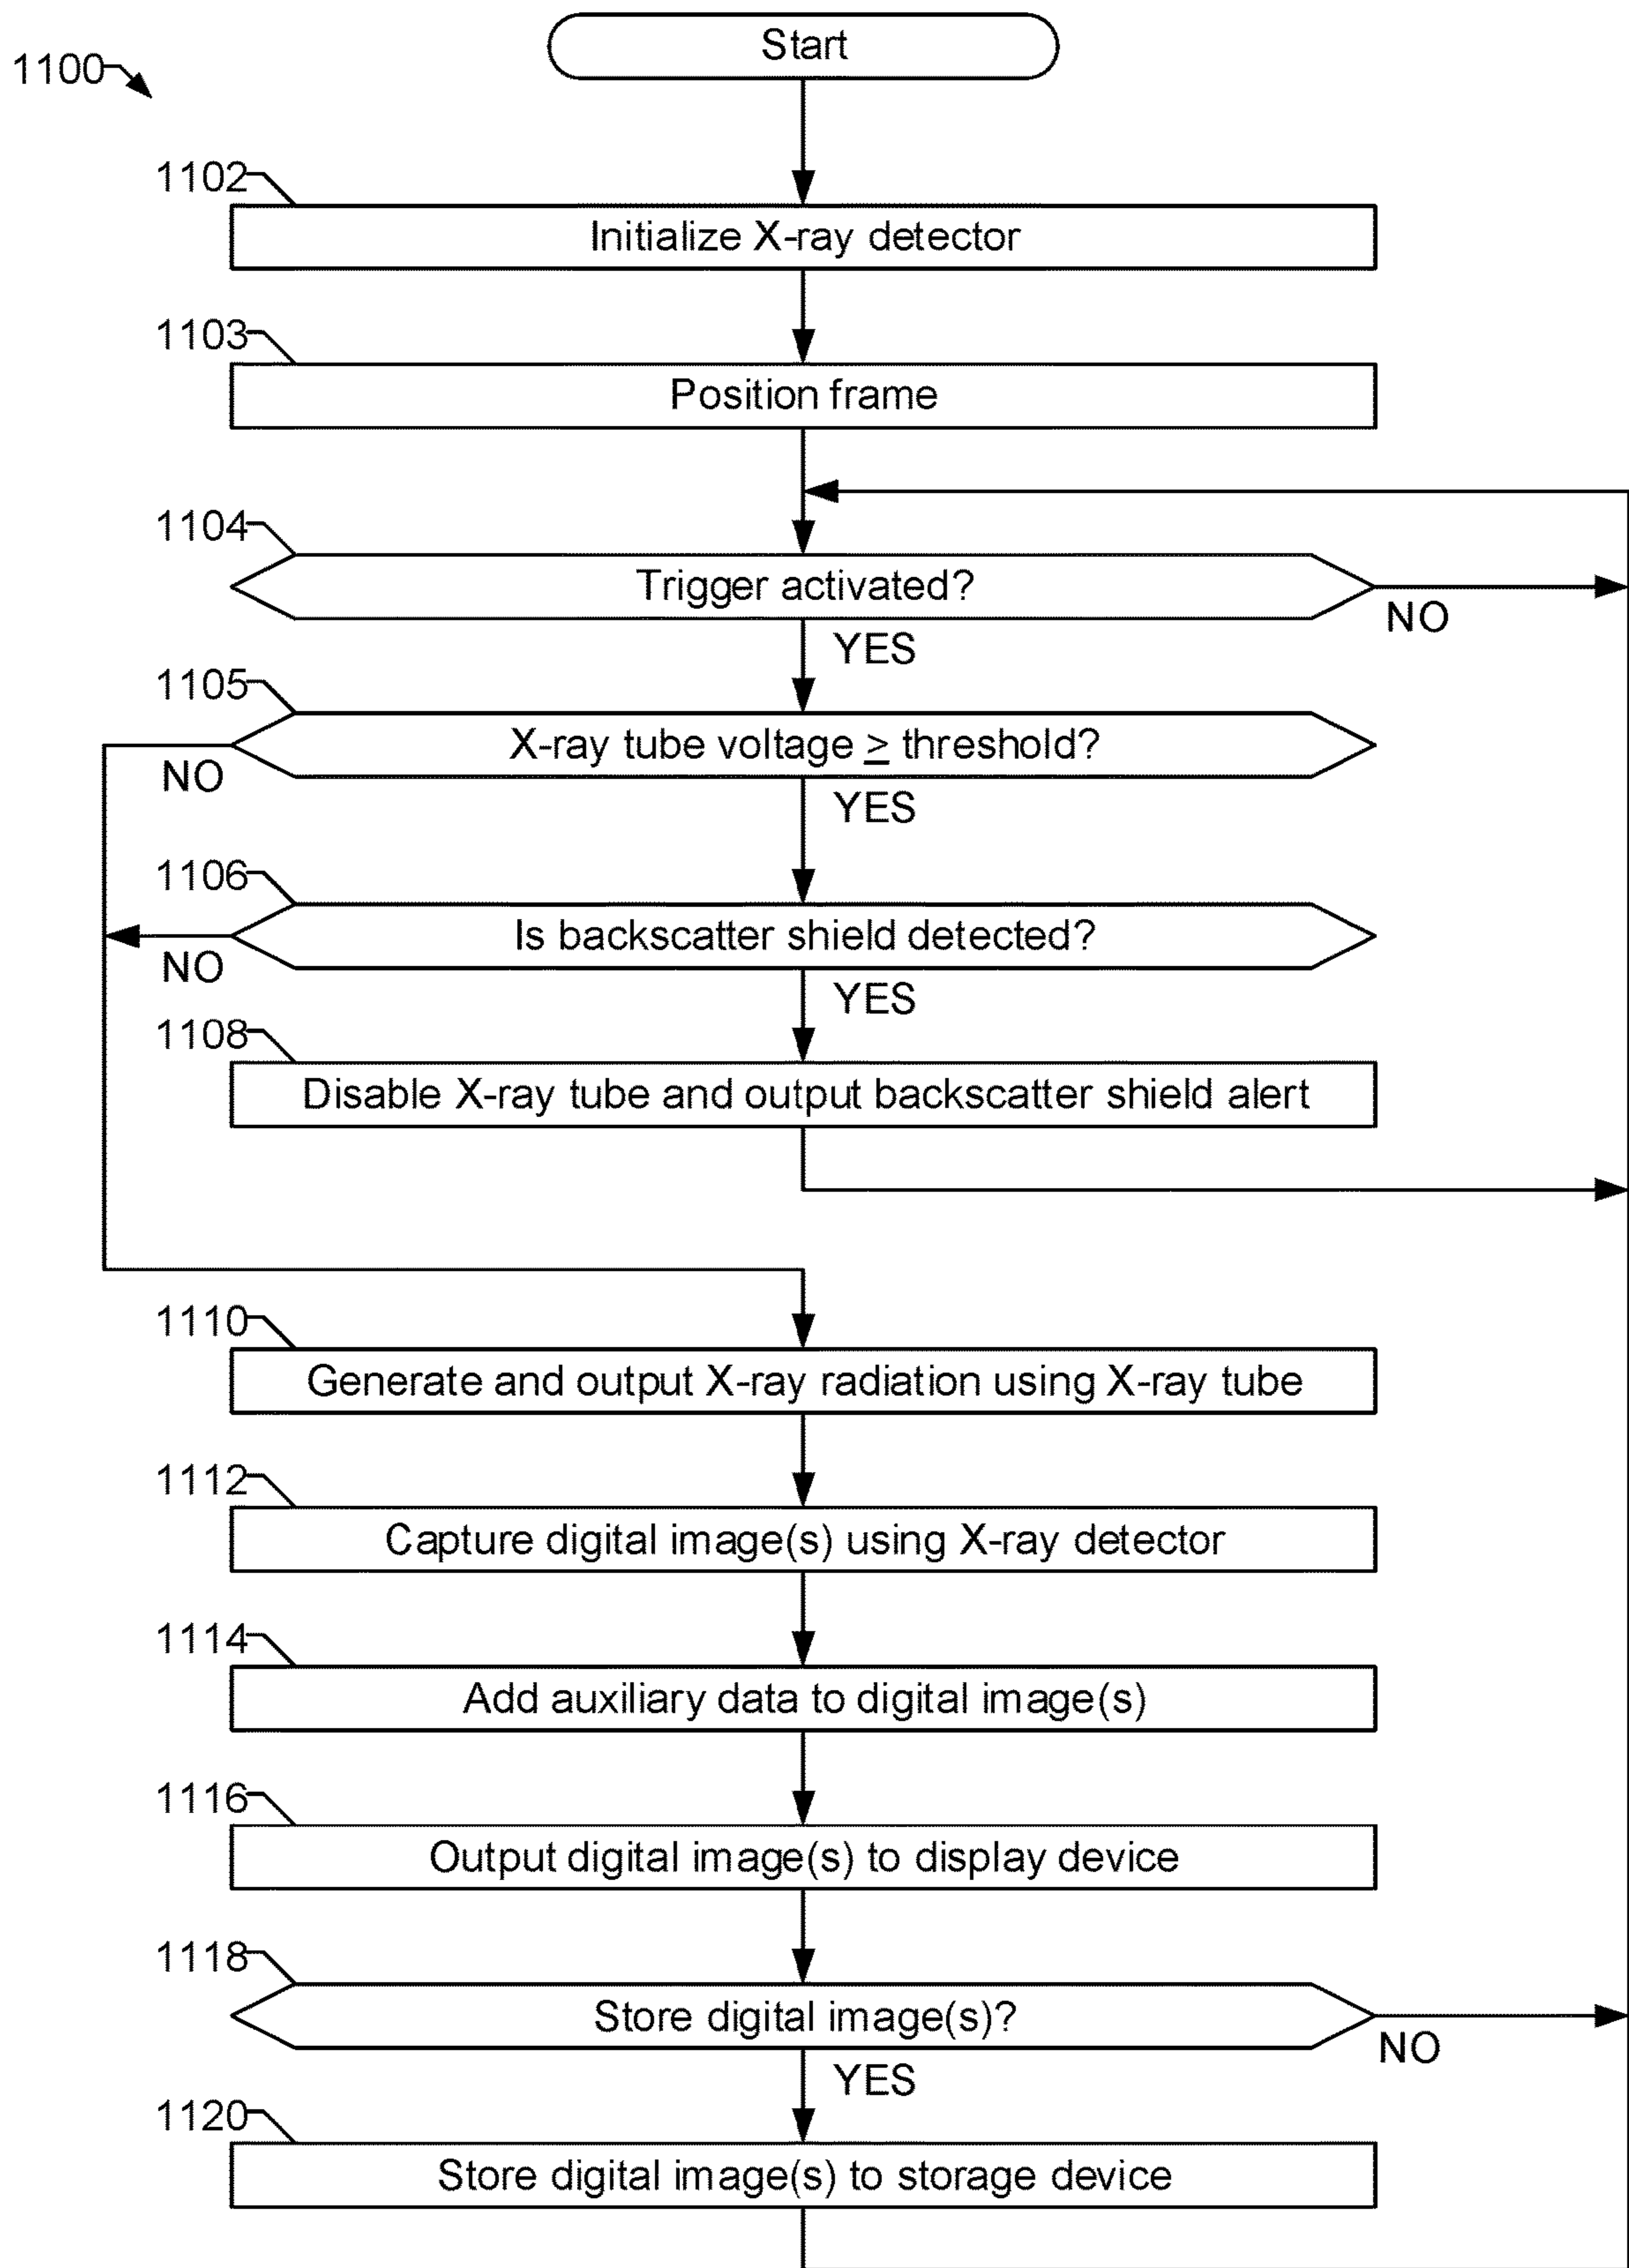 Start
1100
1102
Initialize X-ray detector
1103
Position frame
1104
Trigger activated?
NO
YES
1105
X-ray tube voltage ≥ threshold?
NO
YES
1106
Is backscatter shield detected?
NO
YES
1108
Disable X-ray tube and output backscatter shield alert
1110
Generate and output X-ray radiation using X-ray tube
1112
Capture digital image(s) using X-ray detector
1114
Add auxiliary data to digital image(s)
1116
Output digital image(s) to display device
1118
Store digital image(s)?
NO
YES
1120
Store digital image(s) to storage device